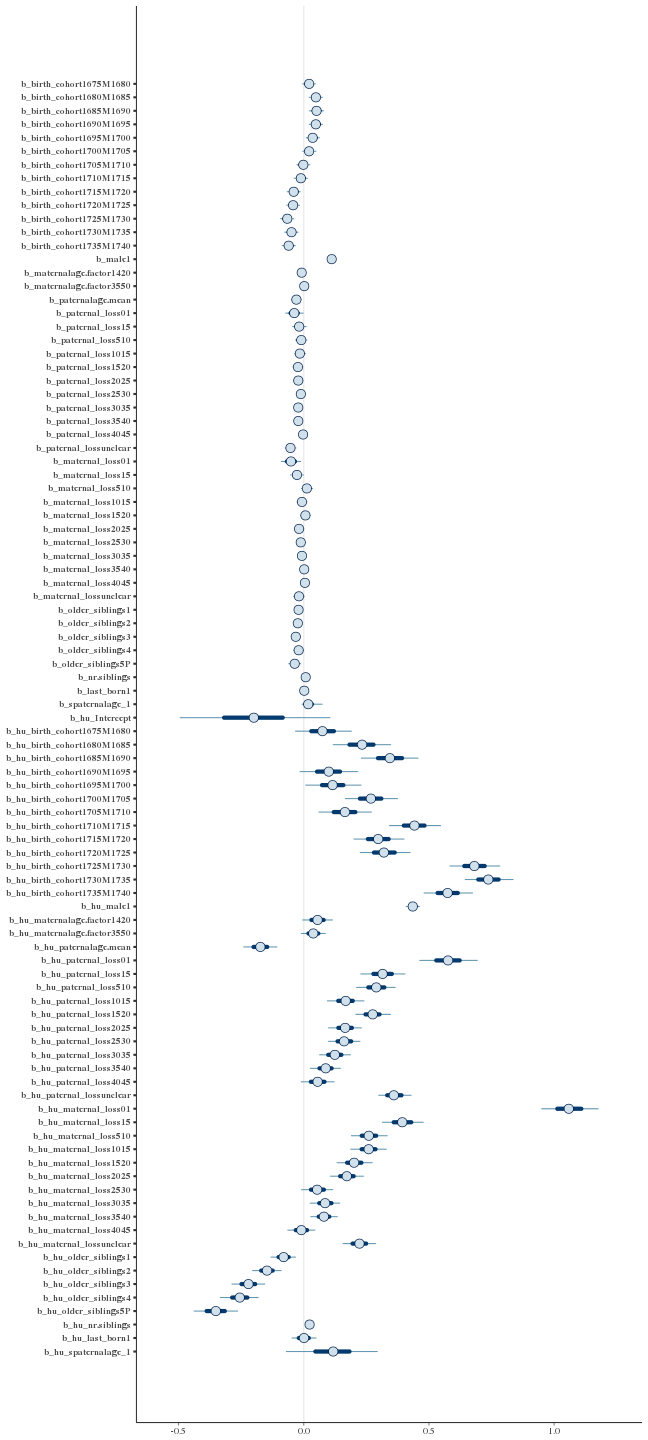 b_birth_cohort1675M1680
b_birth_cohort1680M1685
b_birth_cohort1685M1690
b_birth_cohort1690M1695
b_birth_cohort1695M1700
b_birth_cohort1700M1705
b_birth_cohort1705M1710
b_birth_cohort1710M1715
b_birth_cohort1715M1720
b_birth_cohort1720M1725
b_birth_cohort1725M1730
b_birth_cohort1730M1735
b_birth_cohort1735M1740
b_male1
b_maternalage.factor1420
b_maternalage.factor3550
b_paternalage.mean
b_paternal_loss01
b_paternal_loss15
b_paternal_loss510
b_paternal_loss1015
b_paternal_loss1520
b_paternal_loss2025
b_paternal_loss2530
b_paternal_loss3035
b_paternal_loss3540
b_paternal_loss4045
b_paternal_lossunclear
b_maternal_loss01
b_maternal_loss15
b_maternal_loss510
b_maternal_loss1015
b_maternal_loss1520
b_maternal_loss2025
b_maternal_loss2530
b_maternal_loss3035
b_maternal_loss3540
b_maternal_loss4045
b_maternal_lossunclear
b_older_siblings1
b_older_siblings2
b_older_siblings3
b_older_siblings4
b_older_siblings5P
b_nr.siblings
b_last_born1
b_spaternalage_1
b_hu_Intercept
b_hu_birth_cohort1675M1680
b_hu_birth_cohort1680M1685
b_hu_birth_cohort1685M1690
b_hu_birth_cohort1690M1695
b_hu_birth_cohort1695M1700
b_hu_birth_cohort1700M1705
b_hu_birth_cohort1705M1710
b_hu_birth_cohort1710M1715
b_hu_birth_cohort1715M1720
b_hu_birth_cohort1720M1725
b_hu_birth_cohort1725M1730
b_hu_birth_cohort1730M1735
b_hu_birth_cohort1735M1740
b_hu_male1
b_hu_maternalage.factor1420
b_hu_maternalage.factor3550
b_hu_paternalage.mean
b_hu_paternal_loss01
b_hu_paternal_loss15
b_hu_paternal_loss510
b_hu_paternal_loss1015
b_hu_paternal_loss1520
b_hu_paternal_loss2025
b_hu_paternal_loss2530
b_hu_paternal_loss3035
b_hu_paternal_loss3540
b_hu_paternal_loss4045
b_hu_paternal_lossunclear
b_hu_maternal_loss01
b_hu_maternal_loss15
b_hu_maternal_loss510
b_hu_maternal_loss1015
b_hu_maternal_loss1520
b_hu_maternal_loss2025
b_hu_maternal_loss2530
b_hu_maternal_loss3035
b_hu_maternal_loss3540
b_hu_maternal_loss4045
b_hu_maternal_lossunclear
b_hu_older_siblings1
b_hu_older_siblings2
b_hu_older_siblings3
b_hu_older_siblings4
b_hu_older_siblings5P
b_hu_nr.siblings
b_hu_last_born1
b_hu_spaternalage_1
-0.5 0.0 0.5 1.0